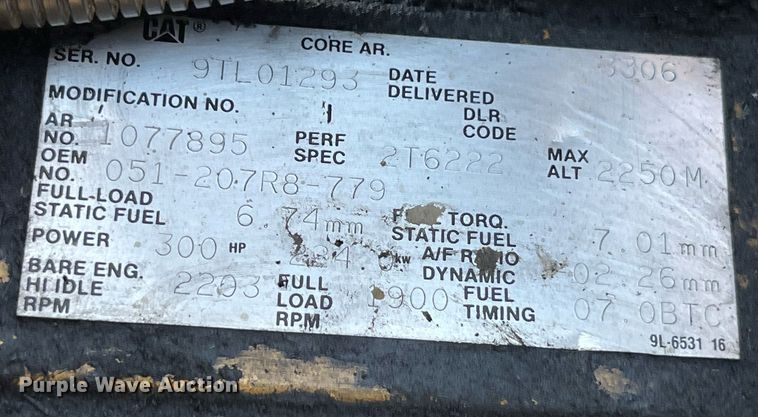 CAT® CORE AR. 3306
SER. NO. 9TL01293 DATE DELIVERED
MODIFICATION NO. DLR CODE
AR NO. 1077895 PERF SPEC 2T6222 MAX ALT 2250M
OEM NO. 051-207R8-779
FULL-LOAD STATIC FUEL 6.74mm TORQ. STATIC FUEL 7.01mm
POWER 300 HP kw A/F RATIO DYNAMIC 02.26mm
BARE ENG. HI IDLE RPM 2203 FULL LOAD RPM 1900 FUEL TIMING 07.0BTC
9L-6531 16
Purple Wave Auction